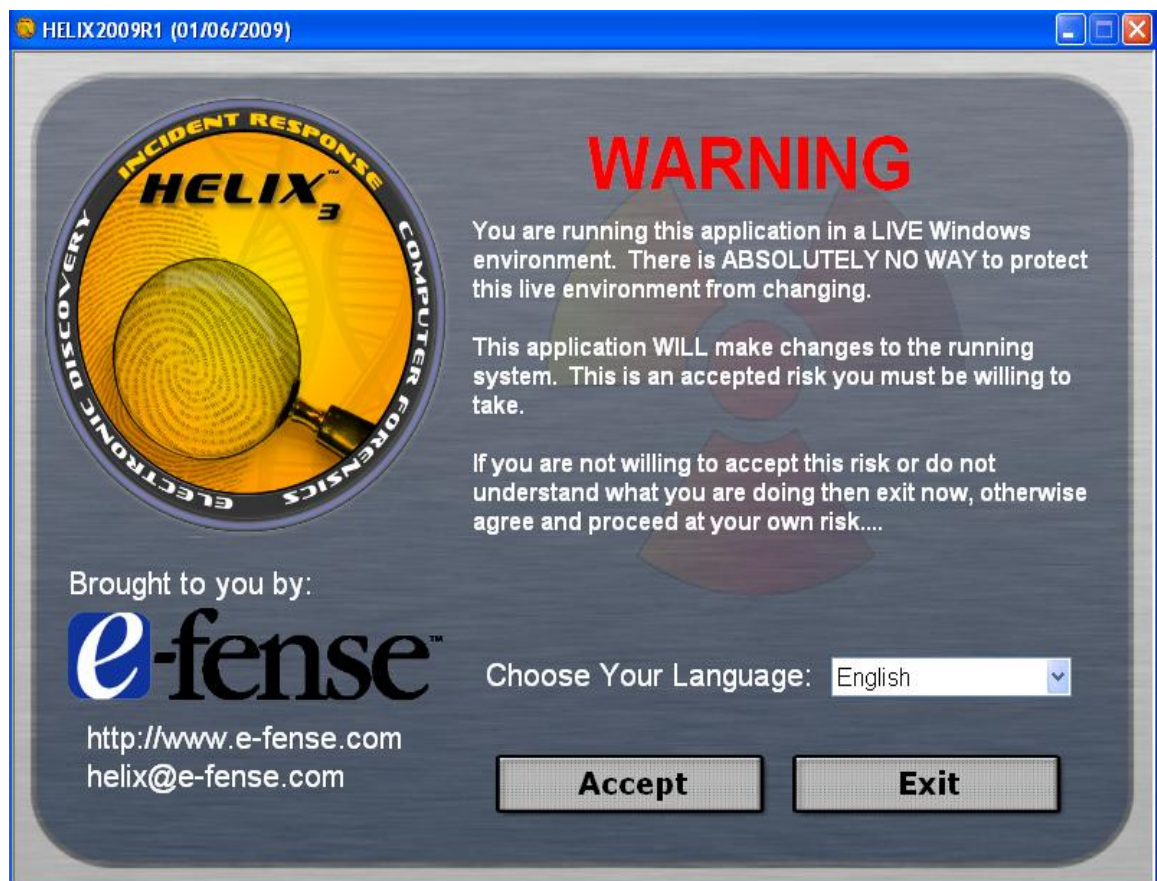 HELIX2009R1 (01/06/2009)
INCIDENT RESPONSE
COMPUTER FORENSICS
ELECTRONIC DISCOVERY
HELIX™
3
WARNING
You are running this application in a LIVE Windows
environment. There is ABSOLUTELY NO WAY to protect
this live environment from changing.
This application WILL make changes to the running
system. This is an accepted risk you must be willing to
take.
If you are not willing to accept this risk or do not
understand what you are doing then exit now, otherwise
agree and proceed at your own risk....
Brought to you by:
e-fense™
http://www.e-fense.com
helix@e-fense.com
Choose Your Language: English
Accept Exit